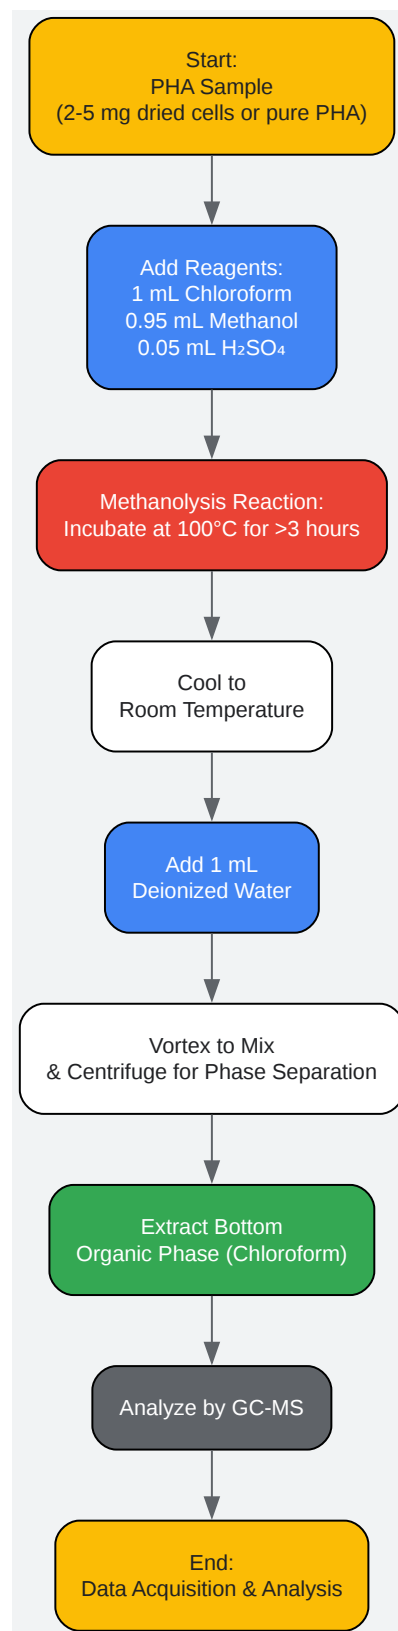 Start:
PHA Sample
(2-5 mg dried cells or pure PHA)
Add Reagents:
1 mL Chloroform
0.95 mL Methanol
0.05 mL H₂SO₄
Methanolysis Reaction:
Incubate at 100°C for >3 hours
Cool to
Room Temperature
Add 1 mL
Deionized Water
Vortex to Mix
& Centrifuge for Phase Separation
Extract Bottom
Organic Phase (Chloroform)
Analyze by GC-MS
End:
Data Acquisition & Analysis